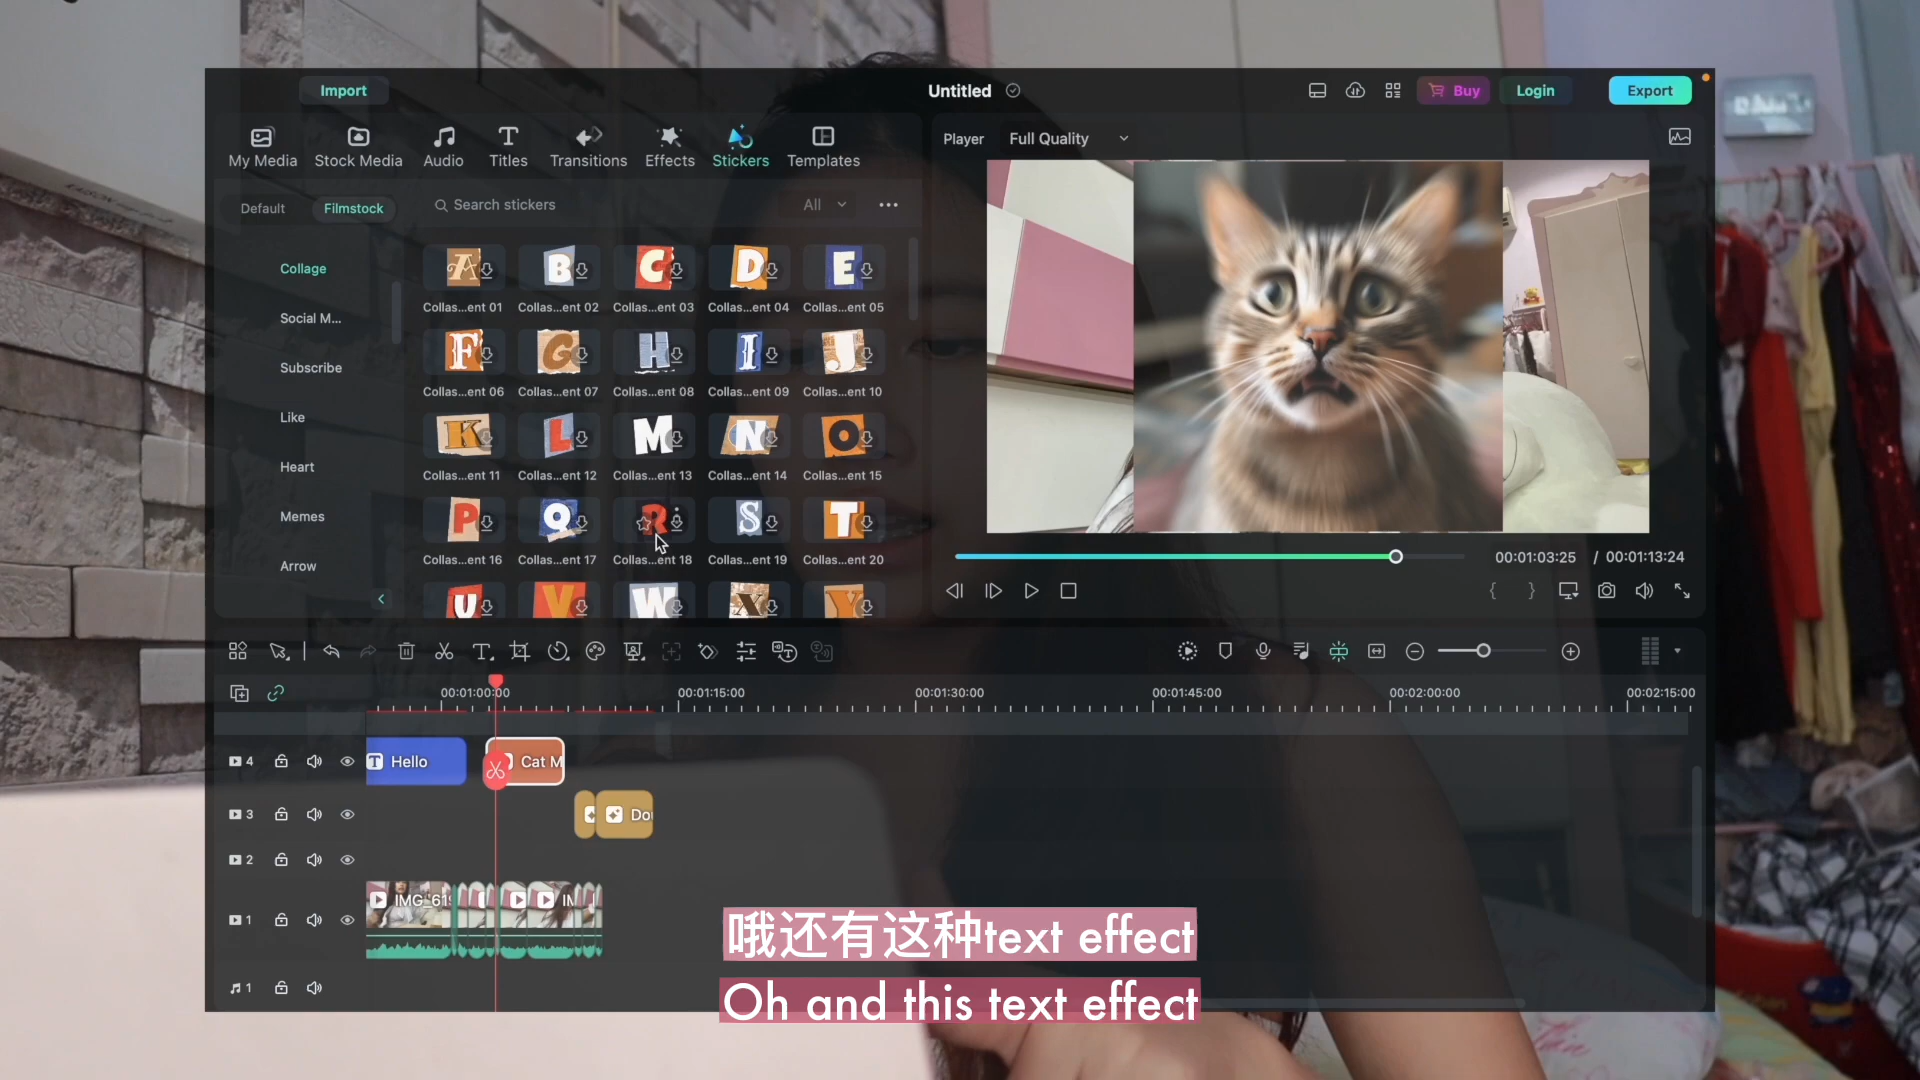 Import
Untitled
Buy
Login
Export
My Media
Stock Media
Audio
Titles
Transitions
Effects
Stickers
Templates
Player
Full Quality
Default
Filmstock
Search stickers
All
Collage
Social M...
Subscribe
Like
Heart
Memes
Arrow
A
B
C
D
E
Collas...ent 01
Collas...ent 02
Collas...ent 03
Collas...ent 04
Collas...ent 05
F
G
H
I
J
Collas...ent 06
Collas...ent 07
Collas...ent 08
Collas...ent 09
Collas...ent 10
K
L
M
N
O
Collas...ent 11
Collas...ent 12
Collas...ent 13
Collas...ent 14
Collas...ent 15
P
Q
R
S
T
Collas...ent 16
Collas...ent 17
Collas...ent 18
Collas...ent 19
Collas...ent 20
U
V
W
X
Y
00:01:03:25 / 00:01:13:24
00:01:00:00
00:01:15:00
00:01:30:00
00:01:45:00
00:02:00:00
00:02:15:00
4
Hello
Cat M
3
Do
2
1
IMG_619
1
哦还有这种text effect
Oh and this text effect